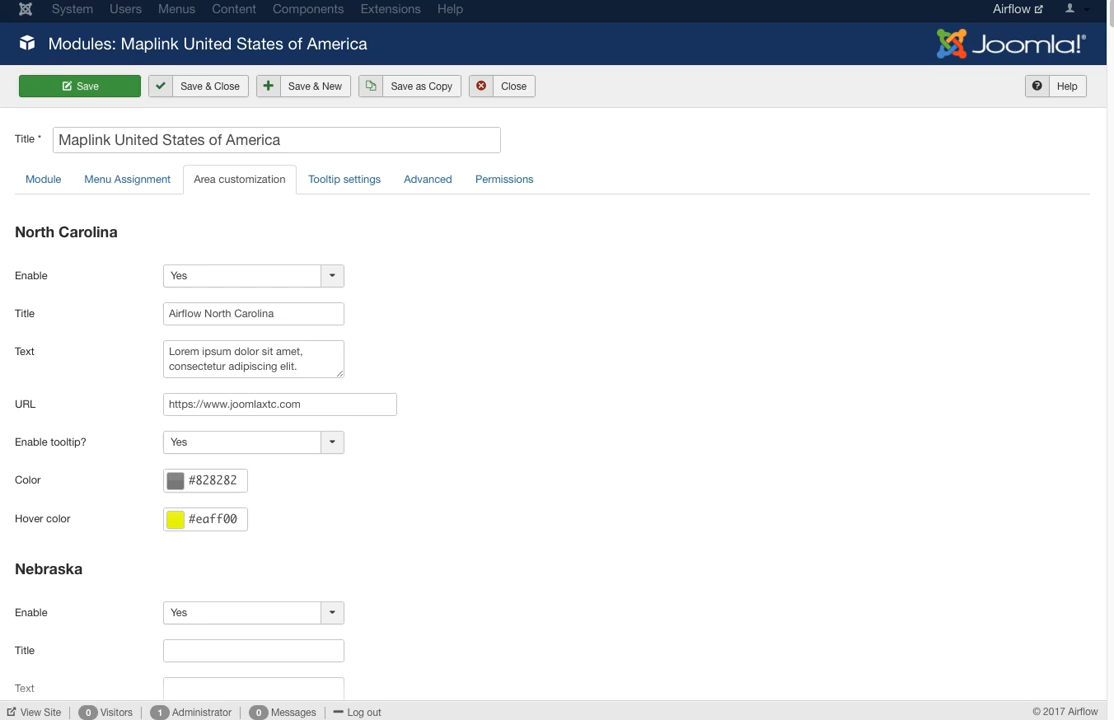 System Users Menus Content Components Extensions Help Airflow
Modules: Maplink United States of America Joomla!®
Save Save & Close Save & New Save as Copy Close Help
Title * Maplink United States of America
Module Menu Assignment Area customization Tooltip settings Advanced Permissions
North Carolina
Enable Yes
Title Airflow North Carolina
Text Lorem ipsum dolor sit amet,
consectetur adipiscing elit.
URL https://www.joomlaxtc.com
Enable tooltip? Yes
Color #828282
Hover color #eaff00
Nebraska
Enable Yes
Title
Text
View Site 0 Visitors 1 Administrator 0 Messages Log out © 2017 Airflow